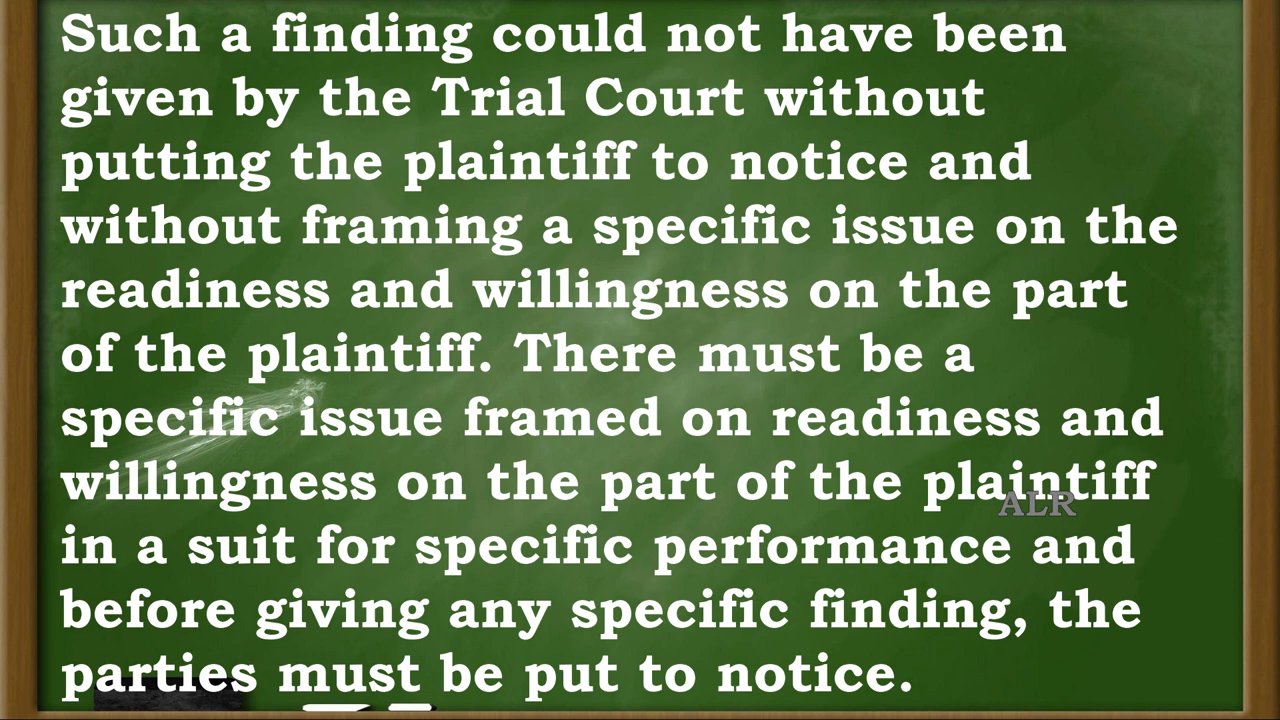 Such a finding could not have been
given by the Trial Court without
putting the plaintiff to notice and
without framing a specific issue on the
readiness and willingness on the part
of the plaintiff. There must be a
specific issue framed on readiness and
willingness on the part of the plaintiff
ALR
in a suit for specific performance and
before giving any specific finding, the
parties must be put to notice.